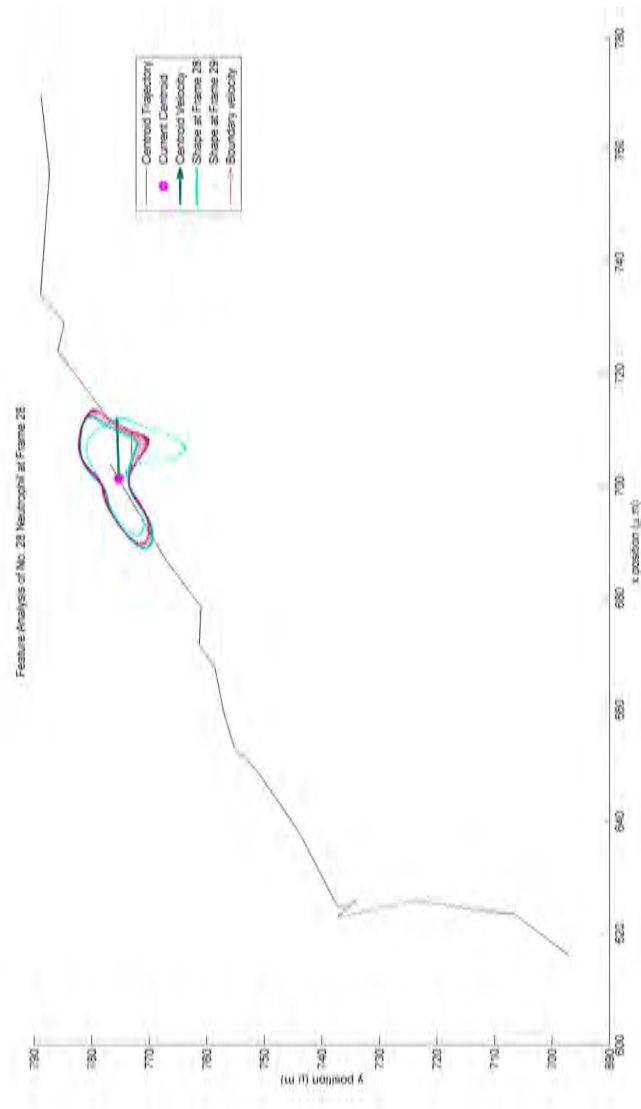 Feature Analysis of No. 28 Neutrophil at Frame 28
Centroid Trajectory
Current Centroid
Centroid Velocity
Shape at Frame 28
Shape at Frame 29
Boundary velocity
790
780
770
760
750
740
730
720
710
700
690
y position (μ m)
600
620
640
660
680
700
720
740
760
780
x position (μ m)